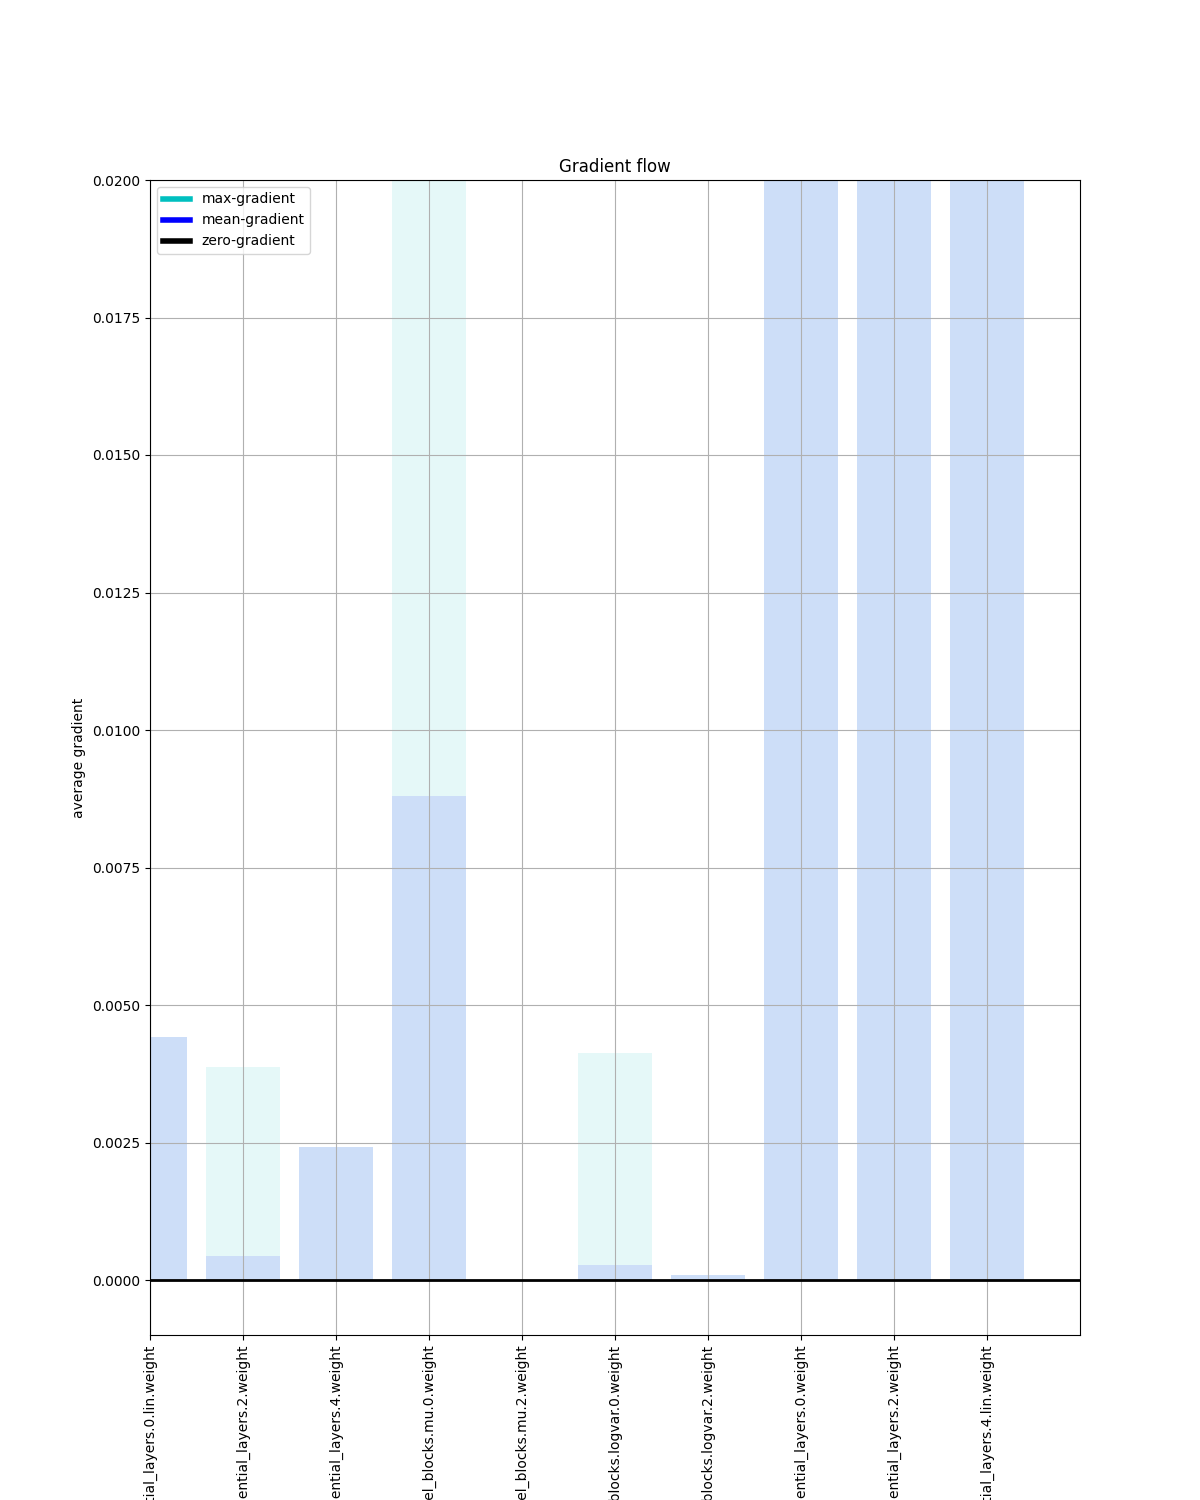 Gradient flow
max-gradient
mean-gradient
zero-gradient
0.0200
0.0175
0.0150
0.0125
0.0100
0.0075
0.0050
0.0025
0.0000
average gradient
tial_layers.0.lin.weight
ential_layers.2.weight
ential_layers.4.weight
el_blocks.mu.0.weight
el_blocks.mu.2.weight
blocks.logvar.0.weight
blocks.logvar.2.weight
ential_layers.0.weight
ential_layers.2.weight
tial_layers.4.lin.weight